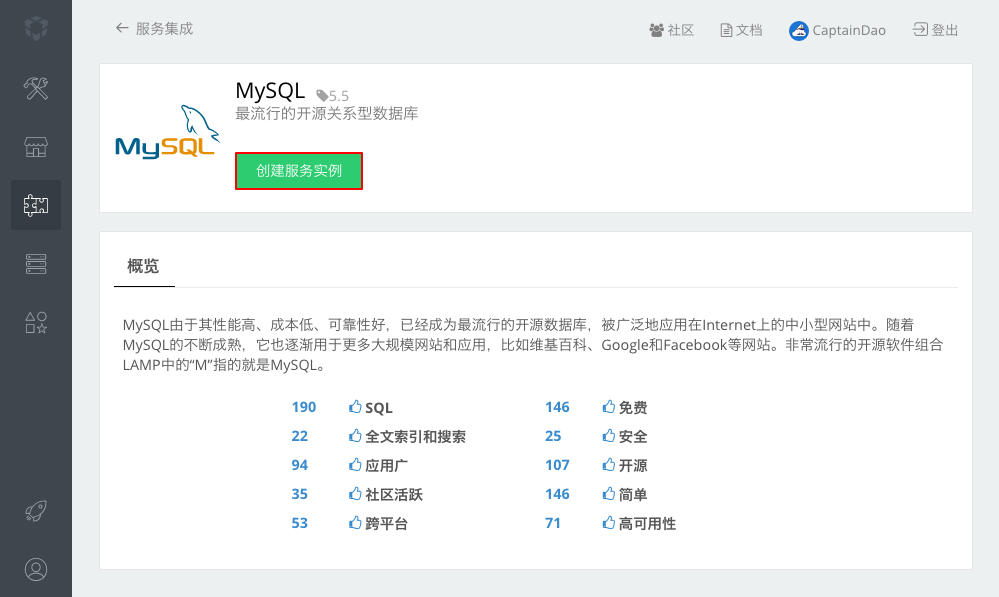 服务集成
社区 文档 CaptainDao 登出
MySQL 5.5
最流行的开源关系型数据库
MySQL
创建服务实例
概览
MySQL由于其性能高、成本低、可靠性好，已经成为最流行的开源数据库，被广泛地应用在Internet上的中小型网站中。随着
MySQL的不断成熟，它也逐渐用于更多大规模网站和应用，比如维基百科、Google和Facebook等网站。非常流行的开源软件组合
LAMP中的“M”指的就是MySQL。
190 SQL 146 免费
22 全文索引和搜索 25 安全
94 应用广 107 开源
35 社区活跃 146 简单
53 跨平台 71 高可用性